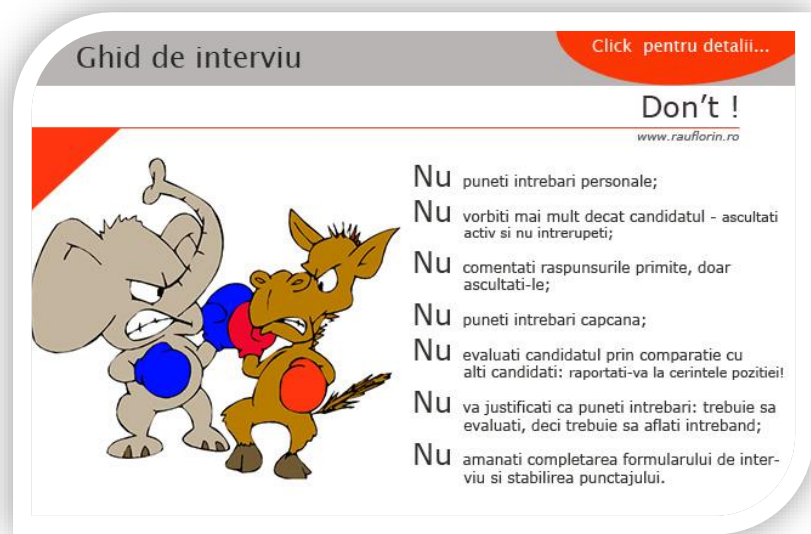 Ghid de interviu
Click pentru detalii...
Don't !
www.rauflorin.ro
Nu puneti intrebari personale;
Nu vorbiti mai mult decat candidatul - ascultati
activ si nu intrerupeti;
Nu comentati raspunsurile primite, doar
ascultati-le;
Nu puneti intrebari capcana;
Nu evaluati candidatul prin comparatie cu
alti candidati: raportati-va la cerintele pozitiei!
Nu va justificati ca puneti intrebari: trebuie sa
evaluati, deci trebuie sa aflati intreband;
Nu amanati completarea formularului de inter-
viu si stabilirea punctajului.